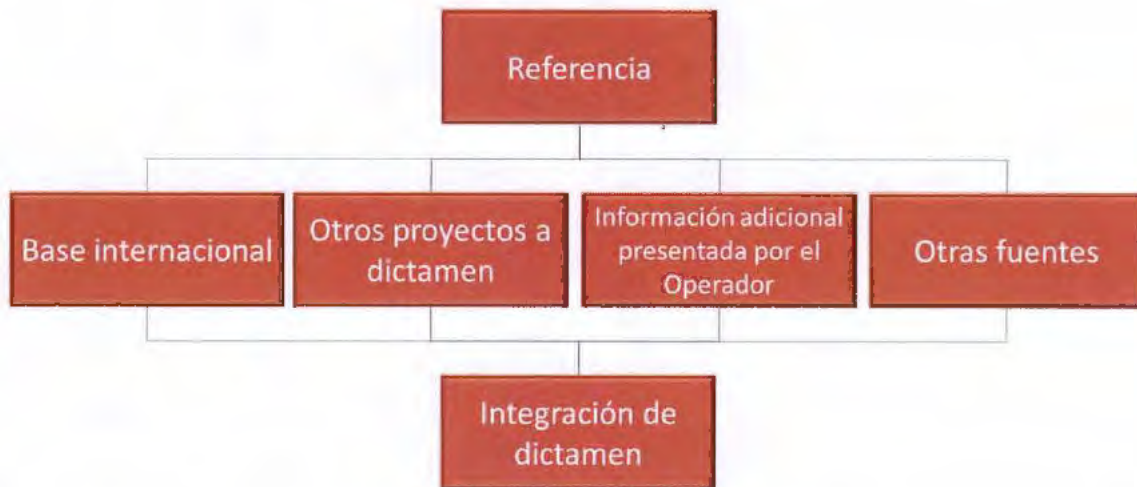 Referencia
Base internacional
Otros proyectos a
dictamen
Información adicional
presentada por el
Operador
Otras fuentes
Integración de
dictamen